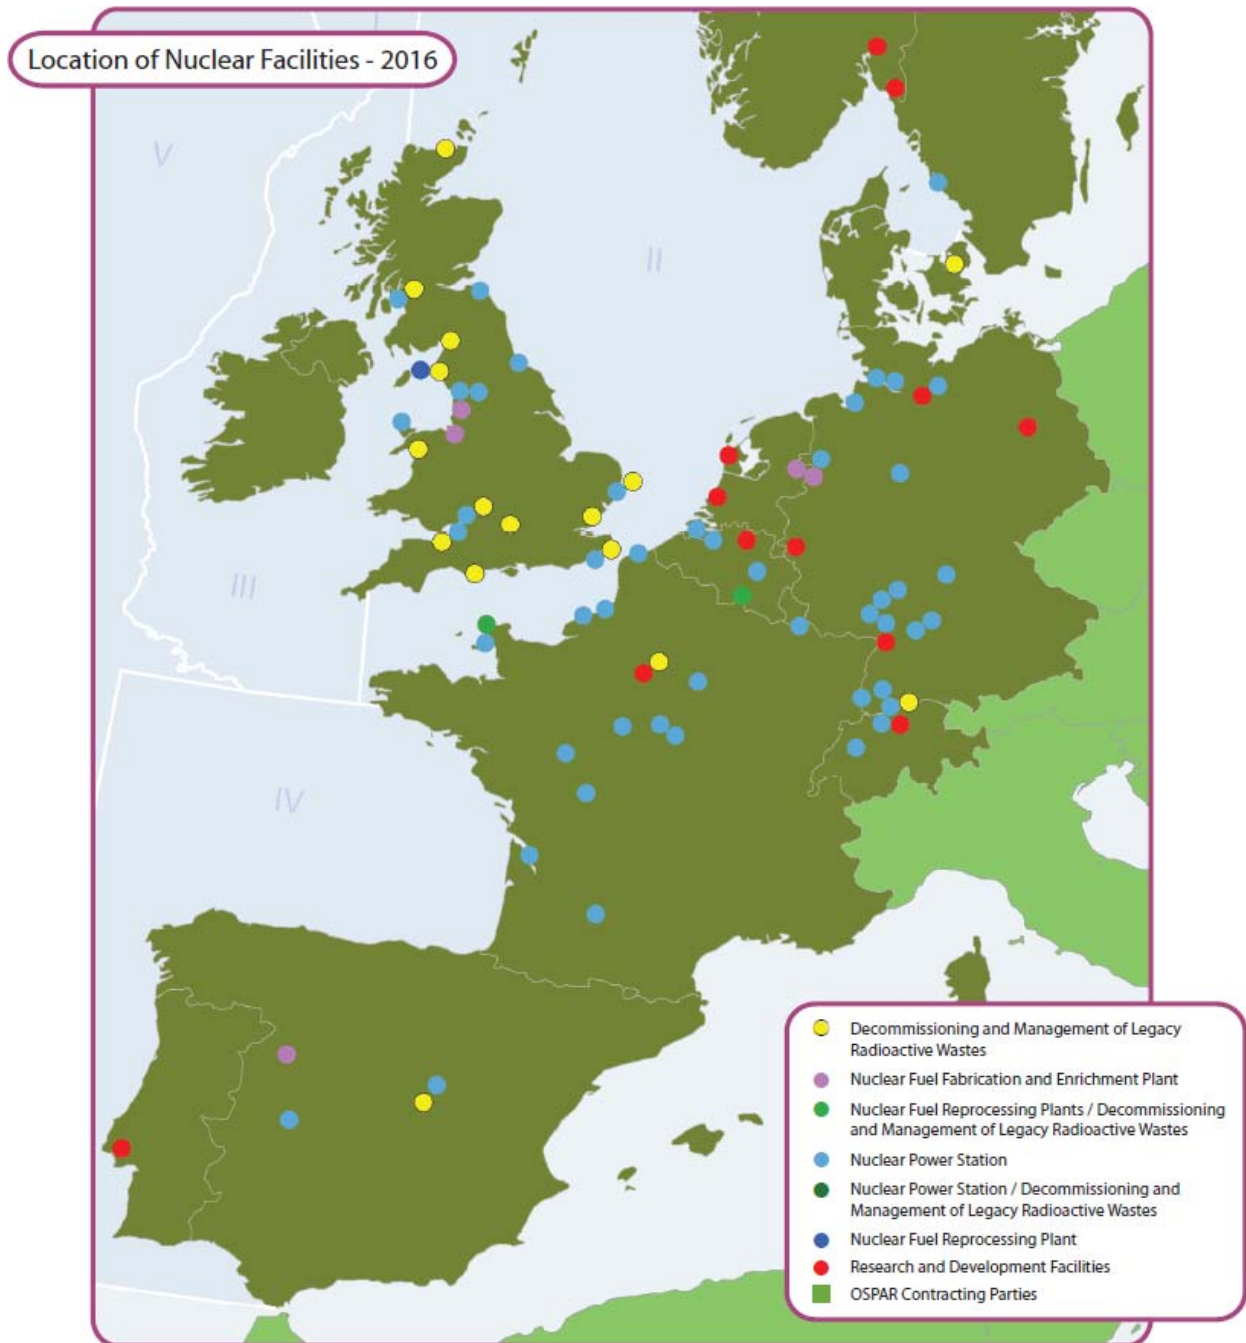 Location of Nuclear Facilities - 2016
V
II
III
IV
Decommissioning and Management of Legacy
Radioactive Wastes
Nuclear Fuel Fabrication and Enrichment Plant
Nuclear Fuel Reprocessing Plants / Decommissioning
and Management of Legacy Radioactive Wastes
Nuclear Power Station
Nuclear Power Station / Decommissioning and
Management of Legacy Radioactive Wastes
Nuclear Fuel Reprocessing Plant
Research and Development Facilities
OSPAR Contracting Parties